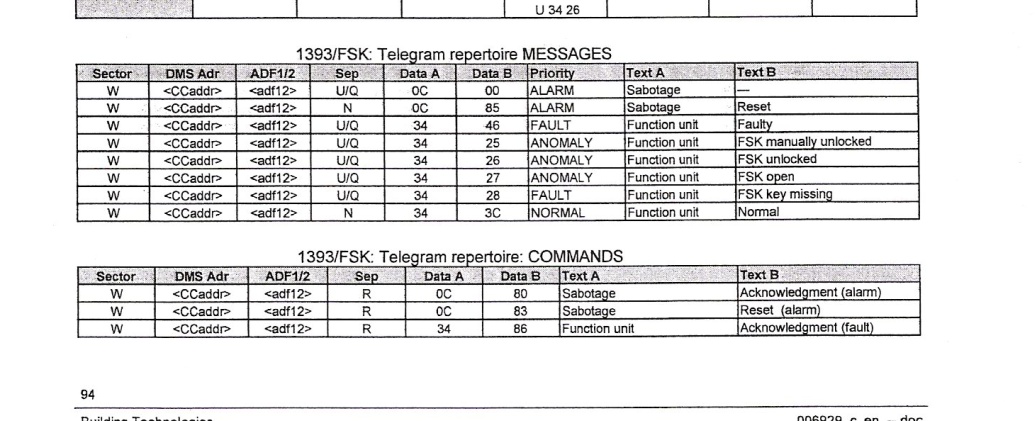 U 34 26
1393/FSK: Telegram repertoire MESSAGES
Sector DMS Adr ADF1/2 Sep Data A Data B Priority Text A Text B
W <CCaddr> <adf12> U/Q 0C 00 ALARM Sabotage —
W <CCaddr> <adf12> N 0C 85 ALARM Sabotage Reset
W <CCaddr> <adf12> U/Q 34 46 FAULT Function unit Faulty
W <CCaddr> <adf12> U/Q 34 25 ANOMALY Function unit FSK manually unlocked
W <CCaddr> <adf12> U/Q 34 26 ANOMALY Function unit FSK unlocked
W <CCaddr> <adf12> U/Q 34 27 ANOMALY Function unit FSK open
W <CCaddr> <adf12> U/Q 34 28 FAULT Function unit FSK key missing
W <CCaddr> <adf12> N 34 3C NORMAL Function unit Normal
1393/FSK: Telegram repertoire: COMMANDS
Sector DMS Adr ADF1/2 Sep Data A Data B Text A Text B
W <CCaddr> <adf12> R 0C 80 Sabotage Acknowledgment (alarm)
W <CCaddr> <adf12> R 0C 83 Sabotage Reset (alarm)
W <CCaddr> <adf12> R 34 86 Function unit Acknowledgment (fault)
94